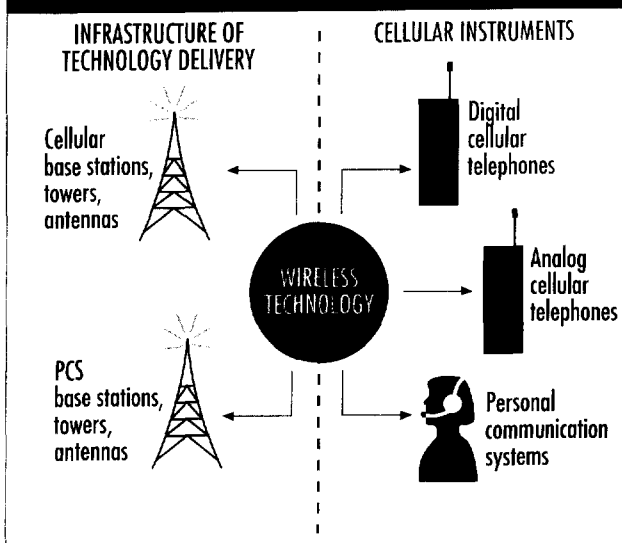 INFRASTRUCTURE OF
TECHNOLOGY DELIVERY
CELLULAR INSTRUMENTS
Cellular
base stations,
towers,
antennas
Digital
cellular
telephones
WIRELESS
TECHNOLOGY
Analog
cellular
telephones
PCS
base stations,
towers,
antennas
Personal
communication
systems